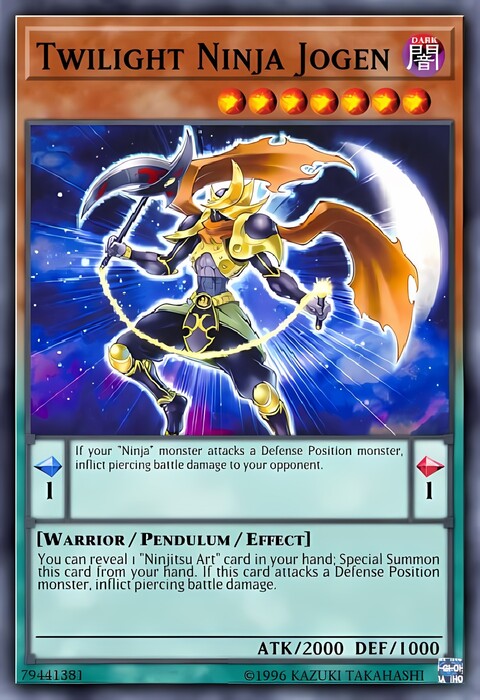 Twilight Ninja Jogen
DARK
闇
If your "Ninja" monster attacks a Defense Position monster,
inflict piercing battle damage to your opponent.
1
1
[Warrior / Pendulum / Effect]
You can reveal 1 "Ninjitsu Art" card in your hand; Special Summon
this card from your hand. If this card attacks a Defense Position
monster, inflict piercing battle damage.
ATK/2000 DEF/1000
79441381
©1996 KAZUKI TAKAHASHI